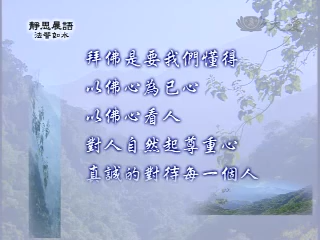 靜思晨語
法譬如水
拜佛是要我們懂得
以佛心為己心
以佛心看人
對人自然起尊重心
真誠的對待每一個人